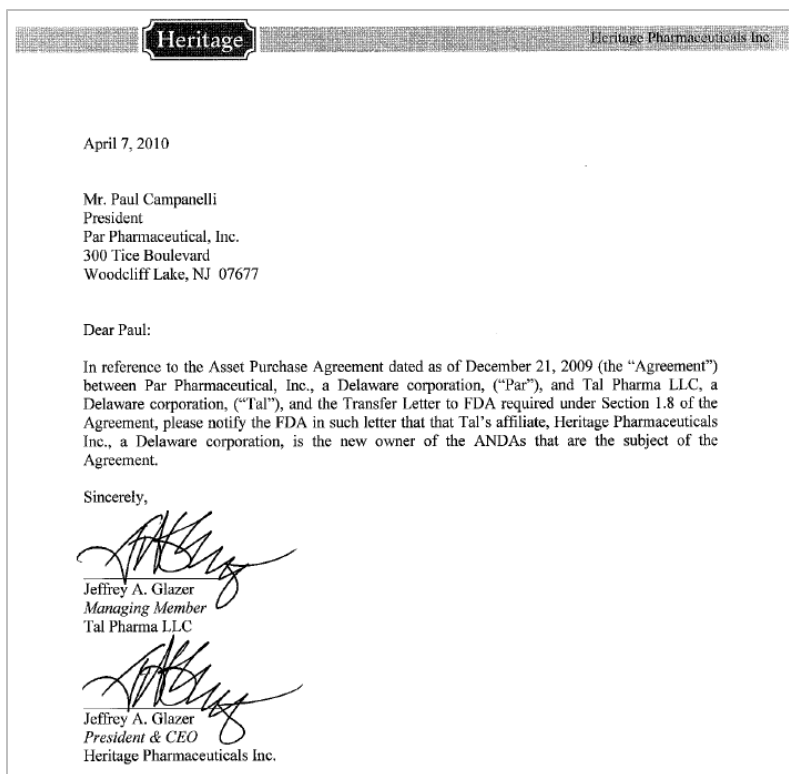 Heritage
Heritage Pharmaceuticals Inc.
April 7, 2010
Mr. Paul Campanelli
President
Par Pharmaceutical, Inc.
300 Tice Boulevard
Woodcliff Lake, NJ 07677
Dear Paul:
In reference to the Asset Purchase Agreement dated as of December 21, 2009 (the “Agreement”)
between Par Pharmaceutical, Inc., a Delaware corporation, (“Par”), and Tal Pharma LLC, a
Delaware corporation, (“Tal”), and the Transfer Letter to FDA required under Section 1.8 of the
Agreement, please notify the FDA in such letter that that Tal’s affiliate, Heritage Pharmaceuticals
Inc., a Delaware corporation, is the new owner of the ANDAs that are the subject of the
Agreement.
Sincerely,
Jeffrey A. Glazer
Managing Member
Tal Pharma LLC
Jeffrey A. Glazer
President & CEO
Heritage Pharmaceuticals Inc.